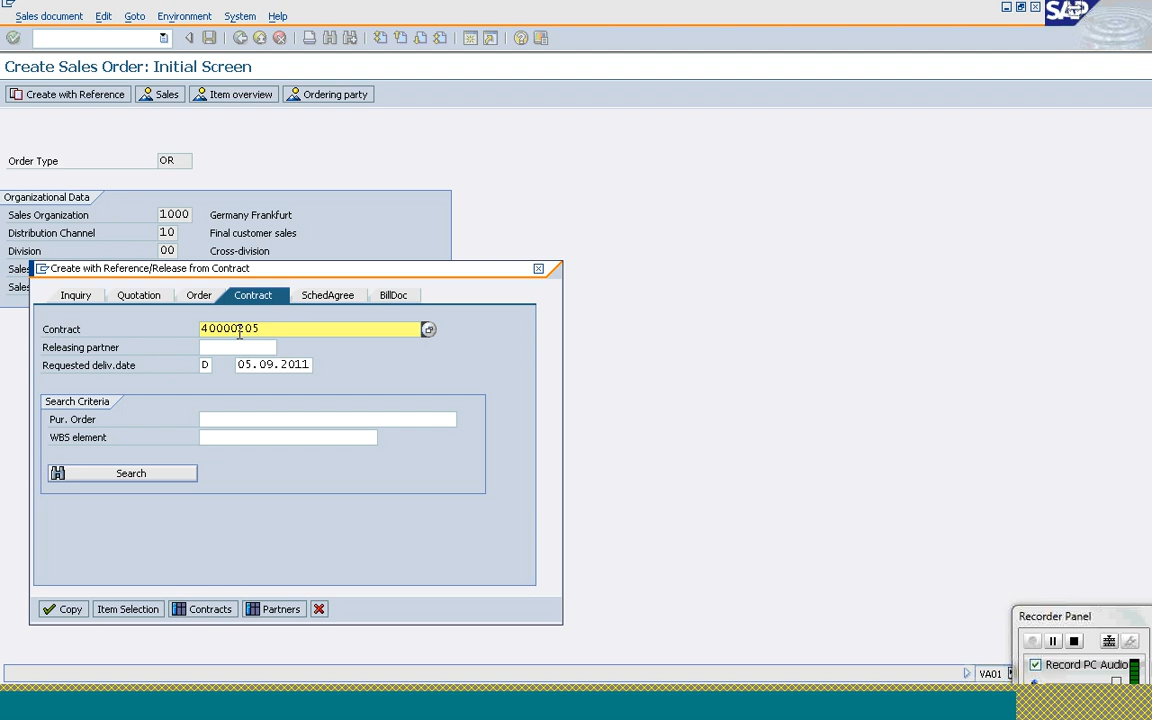 Sales document Edit Goto Environment System Help
SAP
Create Sales Order: Initial Screen
Create with Reference Sales Item overview Ordering party
Order Type OR
Organizational Data
Sales Organization 1000 Germany Frankfurt
Distribution Channel 10 Final customer sales
Division 00 Cross-division
Sales
Sales
Create with Reference/Release from Contract
Inquiry Quotation Order Contract SchedAgree BillDoc
Contract 40000205
Releasing partner
Requested deliv.date D 05.09.2011
Search Criteria
Pur. Order
WBS element
Search
Copy Item Selection Contracts Partners
Recorder Panel
Record PC Audio
VA01